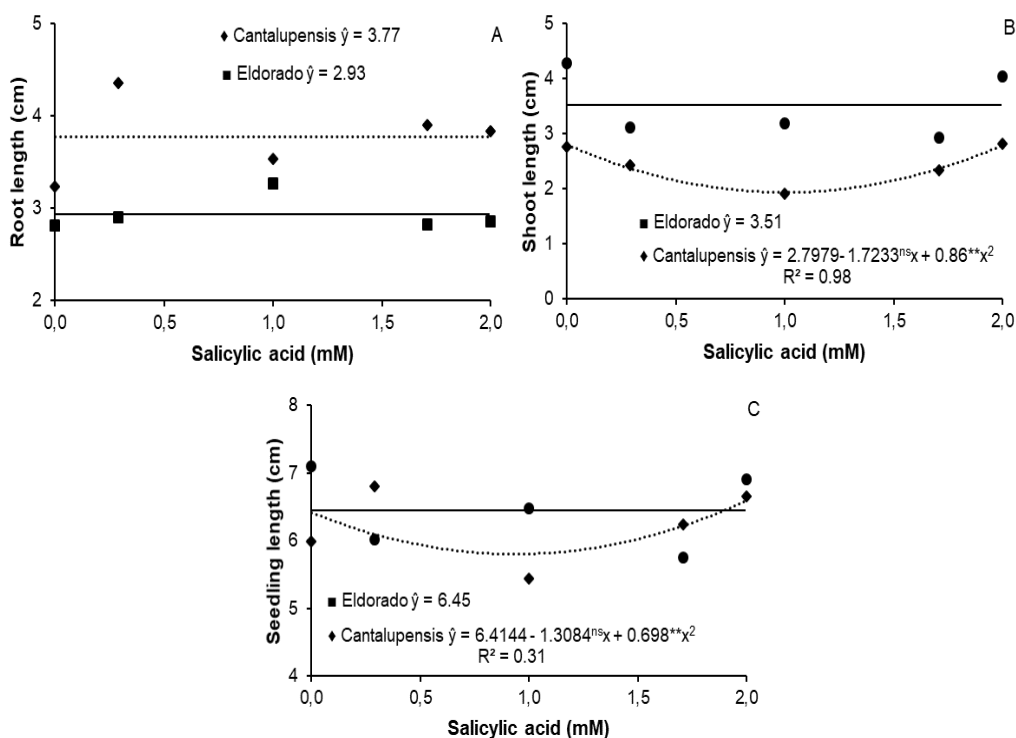 A
Cantalupensis ŷ = 3.77
Eldorado ŷ = 2.93
Root length (cm)
5
4
3
2
0,0 0,5 1,0 1,5 2,0
Salicylic acid (mM)
B
Shoot length (cm)
5
4
3
2
1
0
Eldorado ŷ = 3.51
Cantalupensis ŷ = 2.7979- 1.7233ⁿˢx + 0.86**x²
R² = 0.98
0,0 0,5 1,0 1,5 2,0
Salicylic acid (mM)
C
Seedling length (cm)
8
7
6
5
4
Eldorado ŷ = 6.45
Cantalupensis ŷ = 6.4144 - 1.3084ⁿˢx + 0.698**x²
R² = 0.31
0,0 0,5 1,0 1,5 2,0
Salicylic acid (mM)